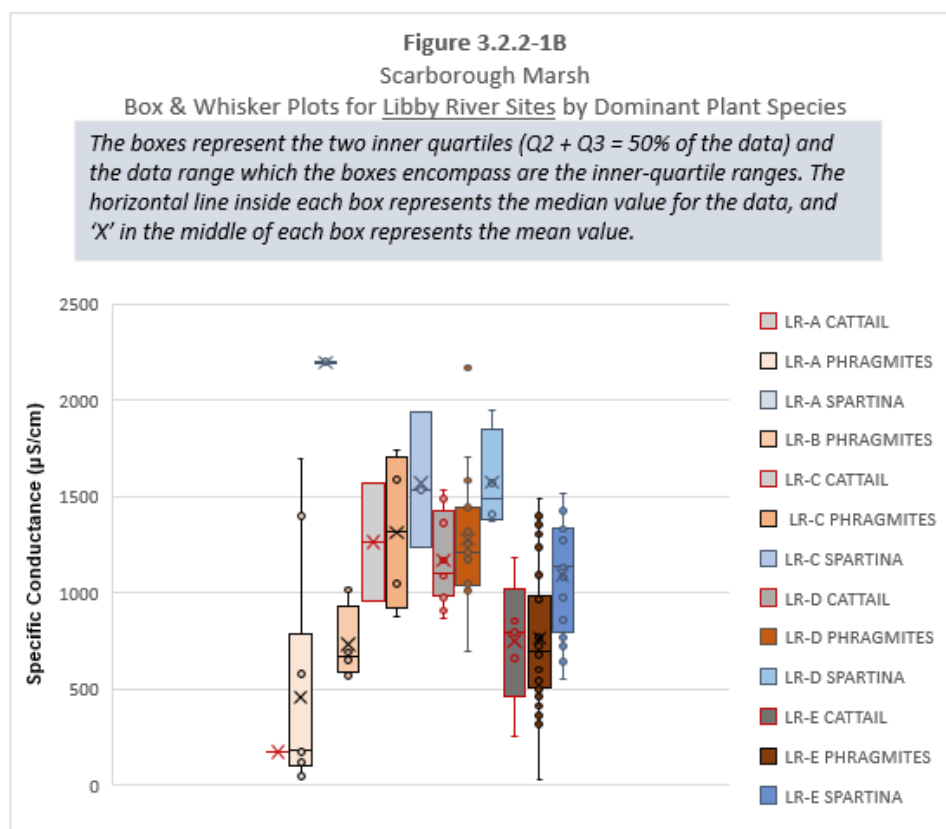 Figure 3.2.2-1B
Scarborough Marsh
Box & Whisker Plots for Libby River Sites by Dominant Plant Species
The boxes represent the two inner quartiles (Q2 + Q3 = 50% of the data) and
the data range which the boxes encompass are the inner-quartile ranges. The
horizontal line inside each box represents the median value for the data, and
'X' in the middle of each box represents the mean value.
Specific Conductance (µS/cm)
2500
2000
1500
1000
500
0
LR-A CATTAIL
LR-A PHRAGMITES
LR-A SPARTINA
LR-B PHRAGMITES
LR-C CATTAIL
LR-C PHRAGMITES
LR-C SPARTINA
LR-D CATTAIL
LR-D PHRAGMITES
LR-D SPARTINA
LR-E CATTAIL
LR-E PHRAGMITES
LR-E SPARTINA